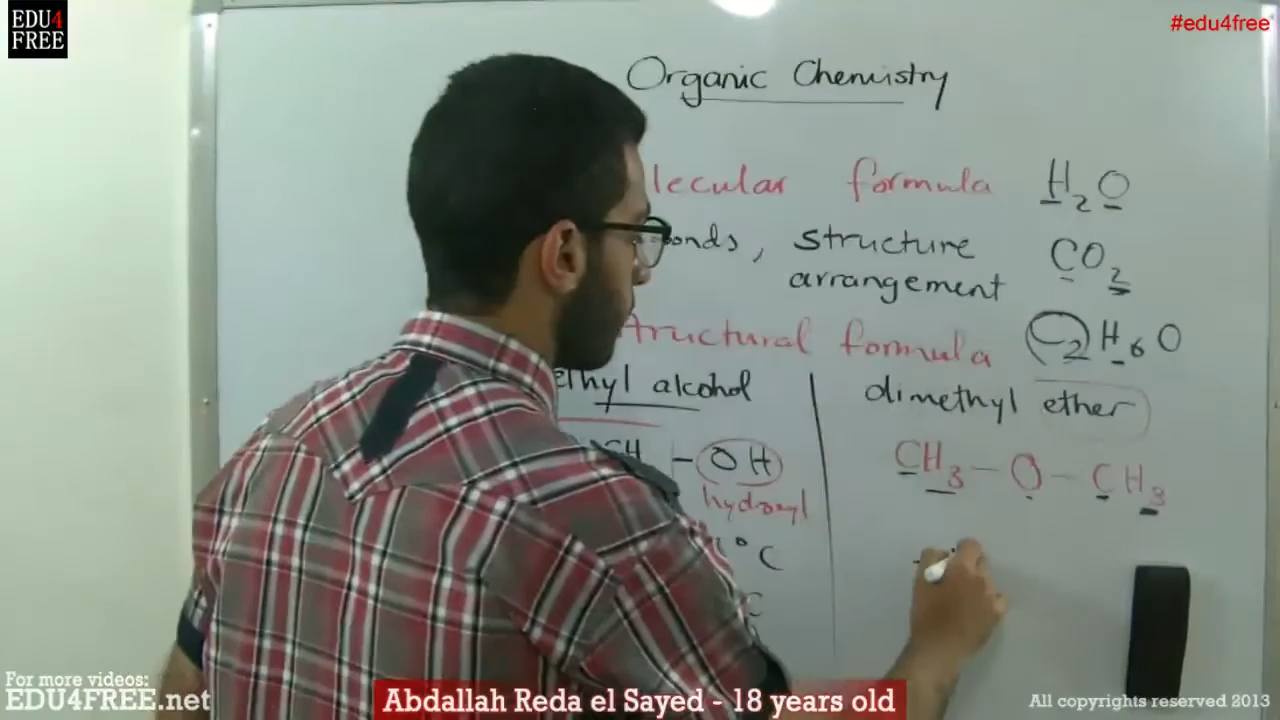 EDU4
FREE
#edu4free
Organic Chemistry
lecular formula H₂O
onds, structure CO₂
arrangement
tructural formula C₂H₆O
ethyl alcohol dimethyl ether
– OH CH₃ – O – CH₃
hydroxyl
°C
C
For more videos:
EDU4FREE.net
Abdallah Reda el Sayed - 18 years old
All copyrights reserved 2013